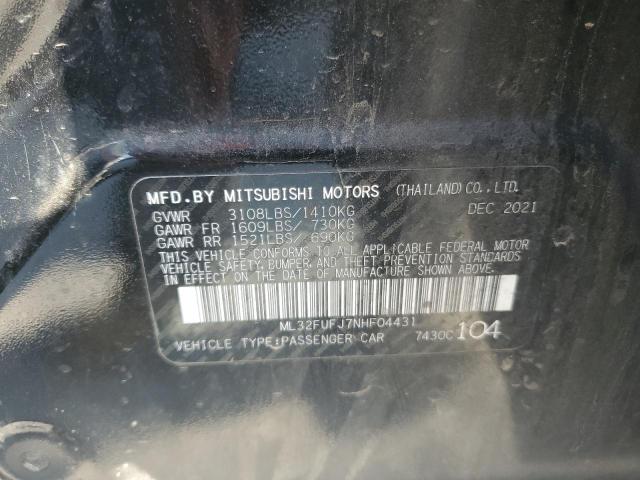 MFD.BY MITSUBISHI MOTORS (THAILAND) CO.,LTD.
GVWR 3108LBS/1410KG DEC 2021
GAWR FR 1609LBS/ 730KG
GAWR RR 1521LBS/ 690KG
THIS VEHICLE CONFORMS TO ALL APPLICABLE FEDERAL MOTOR
VEHICLE SAFETY, BUMPER, AND THEFT PREVENTION STANDARDS
IN EFFECT ON THE DATE OF MANUFACTURE SHOWN ABOVE.
ML32FUFJ7NHF04431
VEHICLE TYPE:PASSENGER CAR 7430C 104